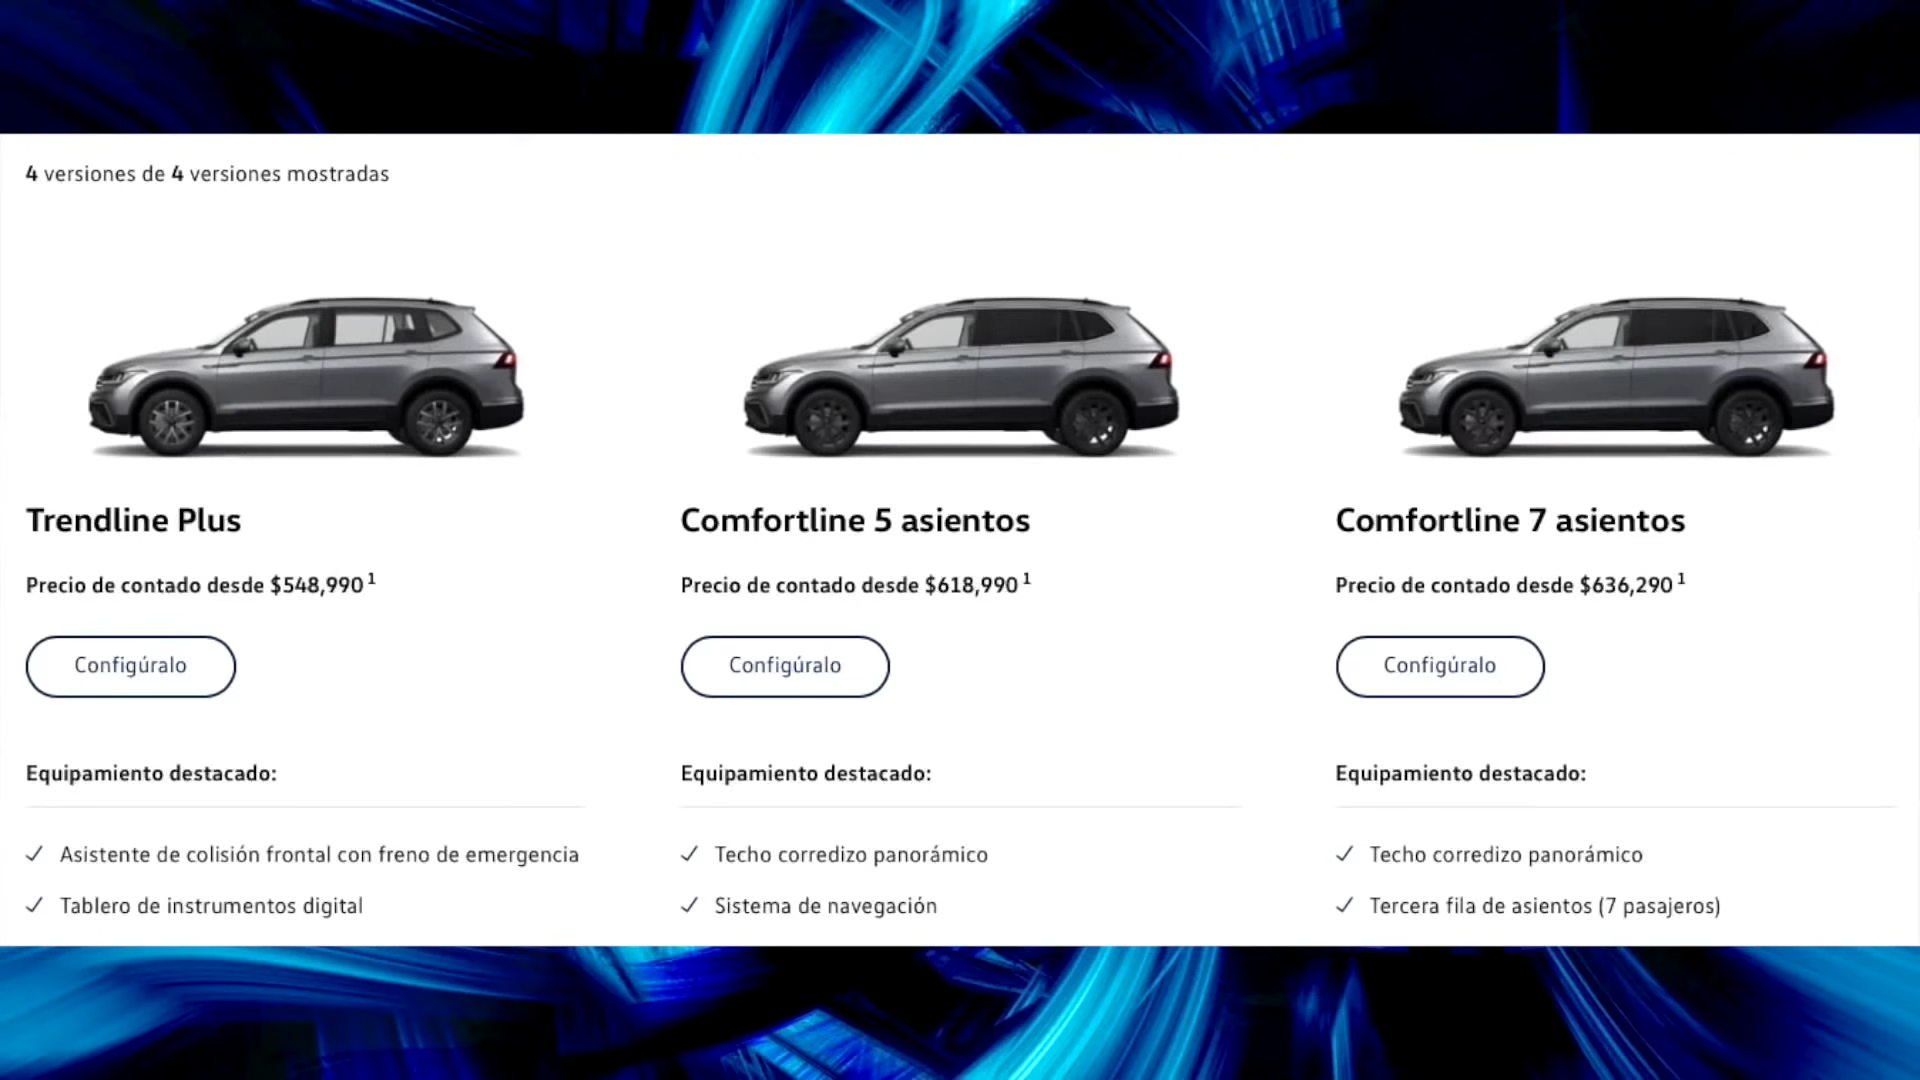 4 versiones de 4 versiones mostradas
Trendline Plus
Precio de contado desde $548,990 1
Configúralo
Equipamiento destacado:
Asistente de colisión frontal con freno de emergencia
Tablero de instrumentos digital
Comfortline 5 asientos
Precio de contado desde $618,990 1
Configúralo
Equipamiento destacado:
Techo corredizo panorámico
Sistema de navegación
Comfortline 7 asientos
Precio de contado desde $636,290 1
Configúralo
Equipamiento destacado:
Techo corredizo panorámico
Tercera fila de asientos (7 pasajeros)